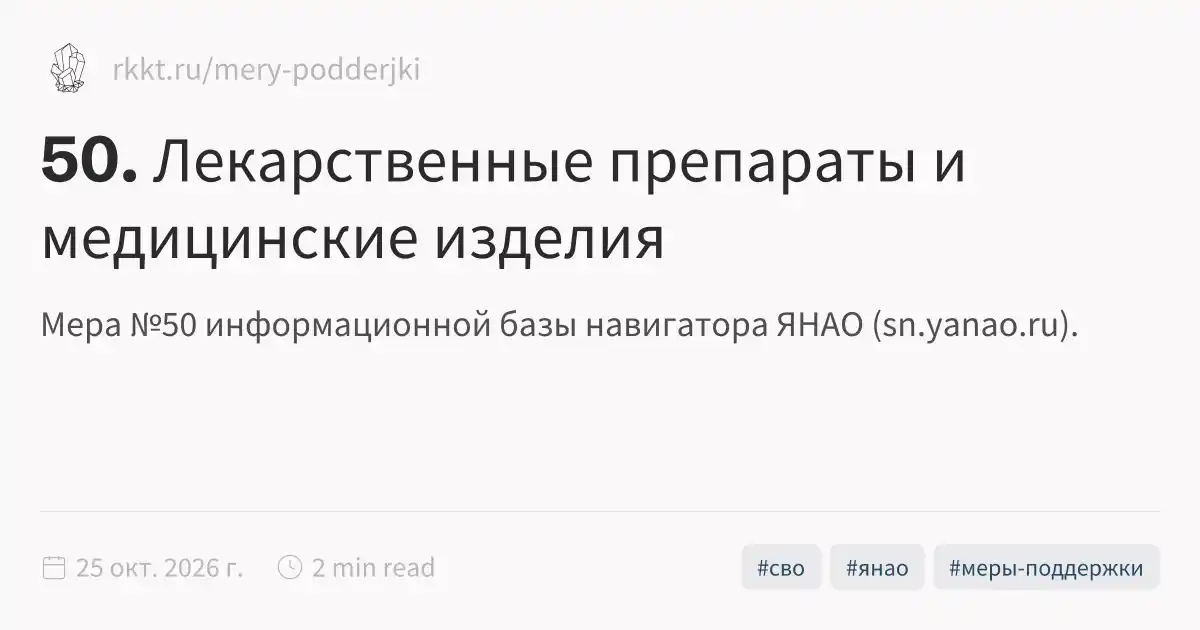 rkkt.ru/mery-podderjki
50. Лекарственные препараты и
медицинские изделия
Мера №50 информационной базы навигатора ЯНАО (sn.yanao.ru).
25 окт. 2026 г.
2 min read
#сво
#янао
#меры-поддержки